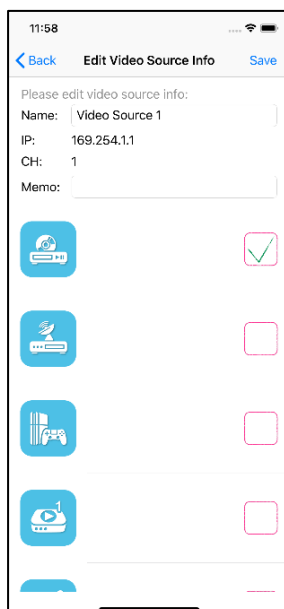 11:58
Back Edit Video Source Info Save
Please edit video source info:
Name: Video Source 1
IP: 169.254.1.1
CH: 1
Memo:
1